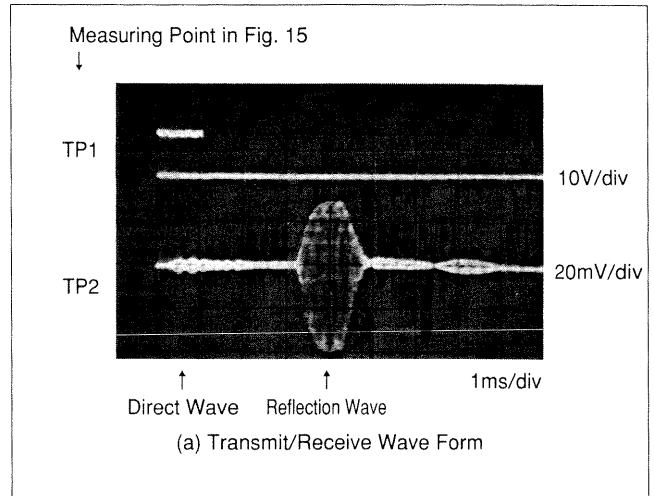 Measuring Point in Fig. 15
↓
TP1
10V/div
TP2
20mV/div
↑ ↑ 1ms/div
Direct Wave Reflection Wave
(a) Transmit/Receive Wave Form